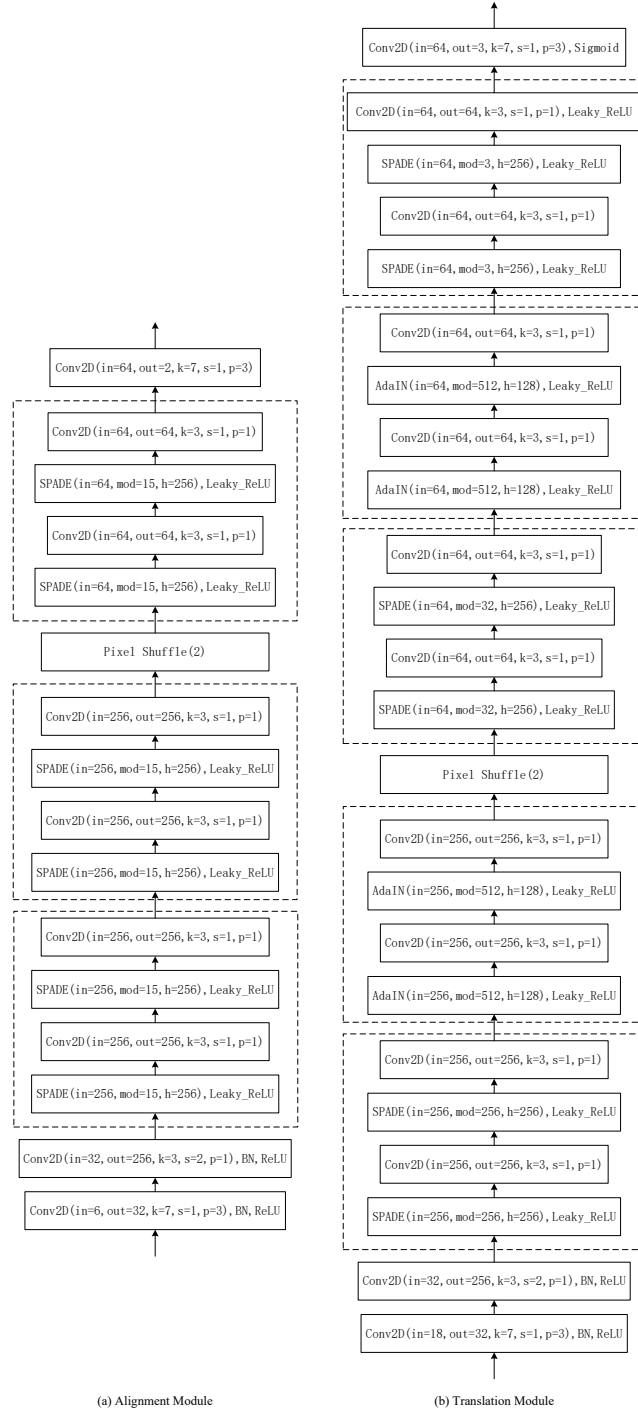 Conv2D(in=64,out=2,k=7,s=1,p=3)
Conv2D(in=64,out=64,k=3,s=1,p=1)
SPADE(in=64,mod=15,h=256),Leaky_ReLU
Conv2D(in=64,out=64,k=3,s=1,p=1)
SPADE(in=64,mod=15,h=256),Leaky_ReLU
Pixel Shuffle(2)
Conv2D(in=256,out=256,k=3,s=1,p=1)
SPADE(in=256,mod=15,h=256),Leaky_ReLU
Conv2D(in=256,out=256,k=3,s=1,p=1)
SPADE(in=256,mod=15,h=256),Leaky_ReLU
Conv2D(in=256,out=256,k=3,s=1,p=1)
SPADE(in=256,mod=15,h=256),Leaky_ReLU
Conv2D(in=256,out=256,k=3,s=1,p=1)
SPADE(in=256,mod=15,h=256),Leaky_ReLU
Conv2D(in=32,out=256,k=3,s=2,p=1),BN,ReLU
Conv2D(in=6,out=32,k=7,s=1,p=3),BN,ReLU
(a) Alignment Module
Conv2D(in=64,out=3,k=7,s=1,p=3),Sigmoid
Conv2D(in=64,out=64,k=3,s=1,p=1),Leaky_ReLU
SPADE(in=64,mod=3,h=256),Leaky_ReLU
Conv2D(in=64,out=64,k=3,s=1,p=1)
SPADE(in=64,mod=3,h=256),Leaky_ReLU
Conv2D(in=64,out=64,k=3,s=1,p=1)
AdaIN(in=64,mod=512,h=128),Leaky_ReLU
Conv2D(in=64,out=64,k=3,s=1,p=1)
AdaIN(in=64,mod=512,h=128),Leaky_ReLU
Conv2D(in=64,out=64,k=3,s=1,p=1)
SPADE(in=64,mod=32,h=256),Leaky_ReLU
Conv2D(in=64,out=64,k=3,s=1,p=1)
SPADE(in=64,mod=32,h=256),Leaky_ReLU
Pixel Shuffle(2)
Conv2D(in=256,out=256,k=3,s=1,p=1)
AdaIN(in=256,mod=512,h=128),Leaky_ReLU
Conv2D(in=256,out=256,k=3,s=1,p=1)
AdaIN(in=256,mod=512,h=128),Leaky_ReLU
Conv2D(in=256,out=256,k=3,s=1,p=1)
SPADE(in=256,mod=256,h=256),Leaky_ReLU
Conv2D(in=256,out=256,k=3,s=1,p=1)
SPADE(in=256,mod=256,h=256),Leaky_ReLU
Conv2D(in=32,out=256,k=3,s=2,p=1),BN,ReLU
Conv2D(in=18,out=32,k=7,s=1,p=3),BN,ReLU
(b) Translation Module